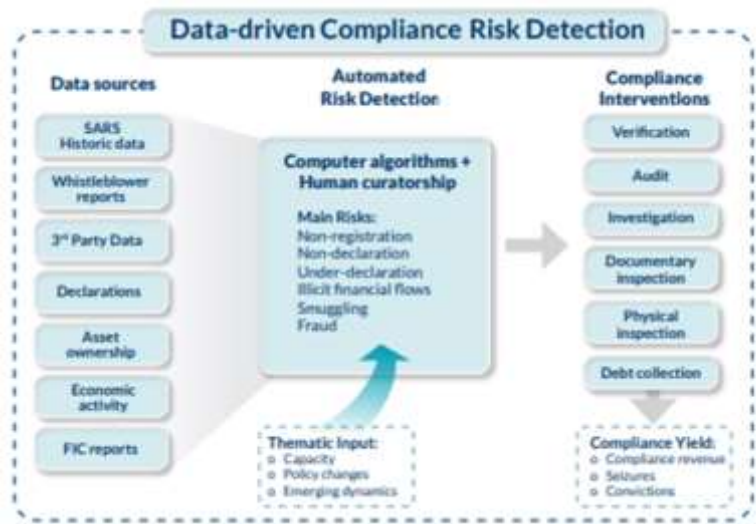 Data-driven Compliance Risk Detection
Data sources
SARS
Historic data
Whistleblower
reports
3rd Party Data
Declarations
Asset
ownership
Economic
activity
FIC reports
Automated
Risk Detection
Computer algorithms +
Human curatorship
Main Risks:
Non-registration
Non-declaration
Under-declaration
Illicit financial flows
Smuggling
Fraud
Thematic Input:
o Capacity
o Policy changes
o Emerging dynamics
Compliance
Interventions
Verification
Audit
Investigation
Documentary
inspection
Physical
inspection
Debt collection
Compliance Yield:
o Compliance revenue
o Seizures
o Convictions